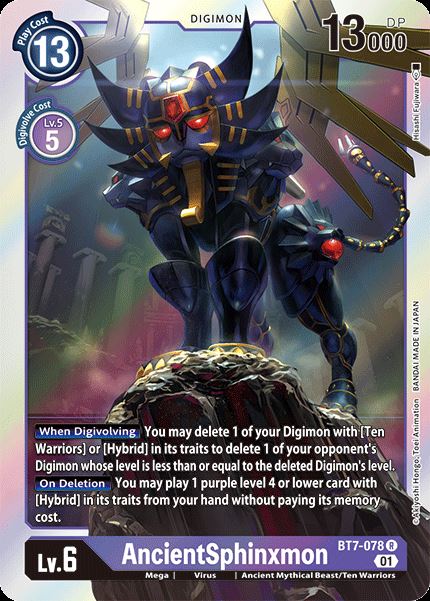 Play Cost
13
DIGIMON
DP
13000
Digivolve Cost
Lv.5
5
Hisashi Fujiwara
When Digivolving You may delete 1 of your Digimon with [Ten
Warriors] or [Hybrid] in its traits to delete 1 of your opponent's
Digimon whose level is less than or equal to the deleted Digimon's level.
On Deletion You may play 1 purple level 4 or lower card with
[Hybrid] in its traits from your hand without paying its memory
cost.
©Akiyoshi Hongo, Toei Animation
BANDAI MADE IN JAPAN
Lv.6
AncientSphinxmon
BT7-078 R
01
Mega | Virus | Ancient Mythical Beast/Ten Warriors